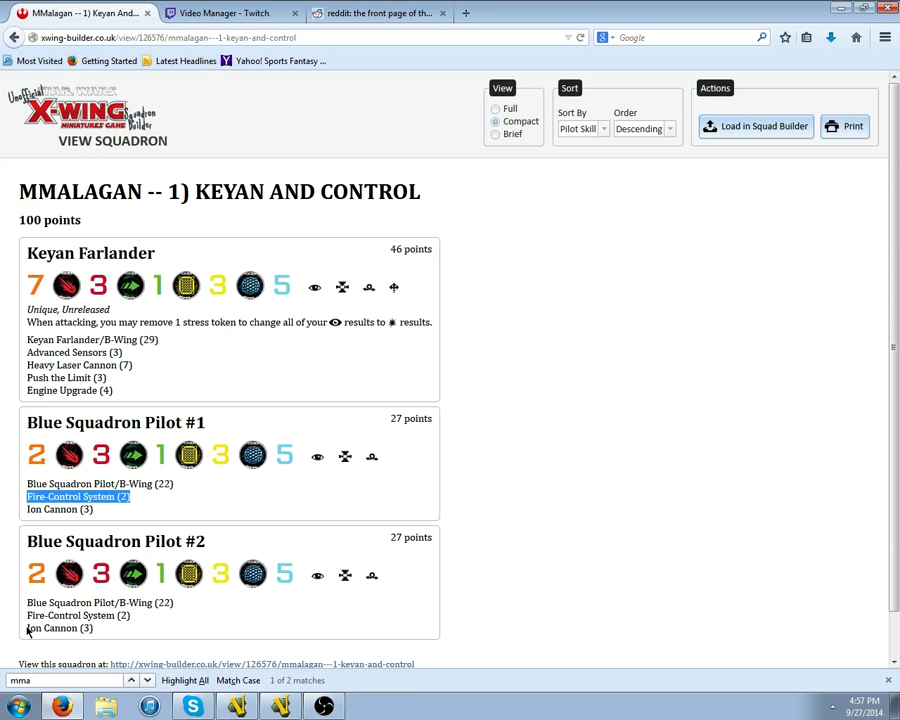 MMalagan -- 1) Keyan And...
Video Manager - Twitch
reddit: the front page of th...
xwing-builder.co.uk/view/126576/mmalagan---1-keyan-and-control
Google
Most Visited
Getting Started
Latest Headlines
Yahoo! Sports Fantasy ...
Unofficial STAR WARS
X-WING
MINIATURES GAME
Squadron Builder
VIEW SQUADRON
View
Full
Compact
Brief
Sort
Sort By
Order
Pilot Skill
Descending
Actions
Load in Squad Builder
Print
MMALAGAN -- 1) KEYAN AND CONTROL
100 points
Keyan Farlander
46 points
7 3 1 3 5
Unique, Unreleased
When attacking, you may remove 1 stress token to change all of your results to results.
Keyan Farlander/B-Wing (29)
Advanced Sensors (3)
Heavy Laser Cannon (7)
Push the Limit (3)
Engine Upgrade (4)
Blue Squadron Pilot #1
27 points
2 3 1 3 5
Blue Squadron Pilot/B-Wing (22)
Fire-Control System (2)
Ion Cannon (3)
Blue Squadron Pilot #2
27 points
2 3 1 3 5
Blue Squadron Pilot/B-Wing (22)
Fire-Control System (2)
Ion Cannon (3)
View this squadron at: http://xwing-builder.co.uk/view/126576/mmalagan---1-keyan-and-control
mma
Highlight All
Match Case
1 of 2 matches
4:57 PM
9/27/2014